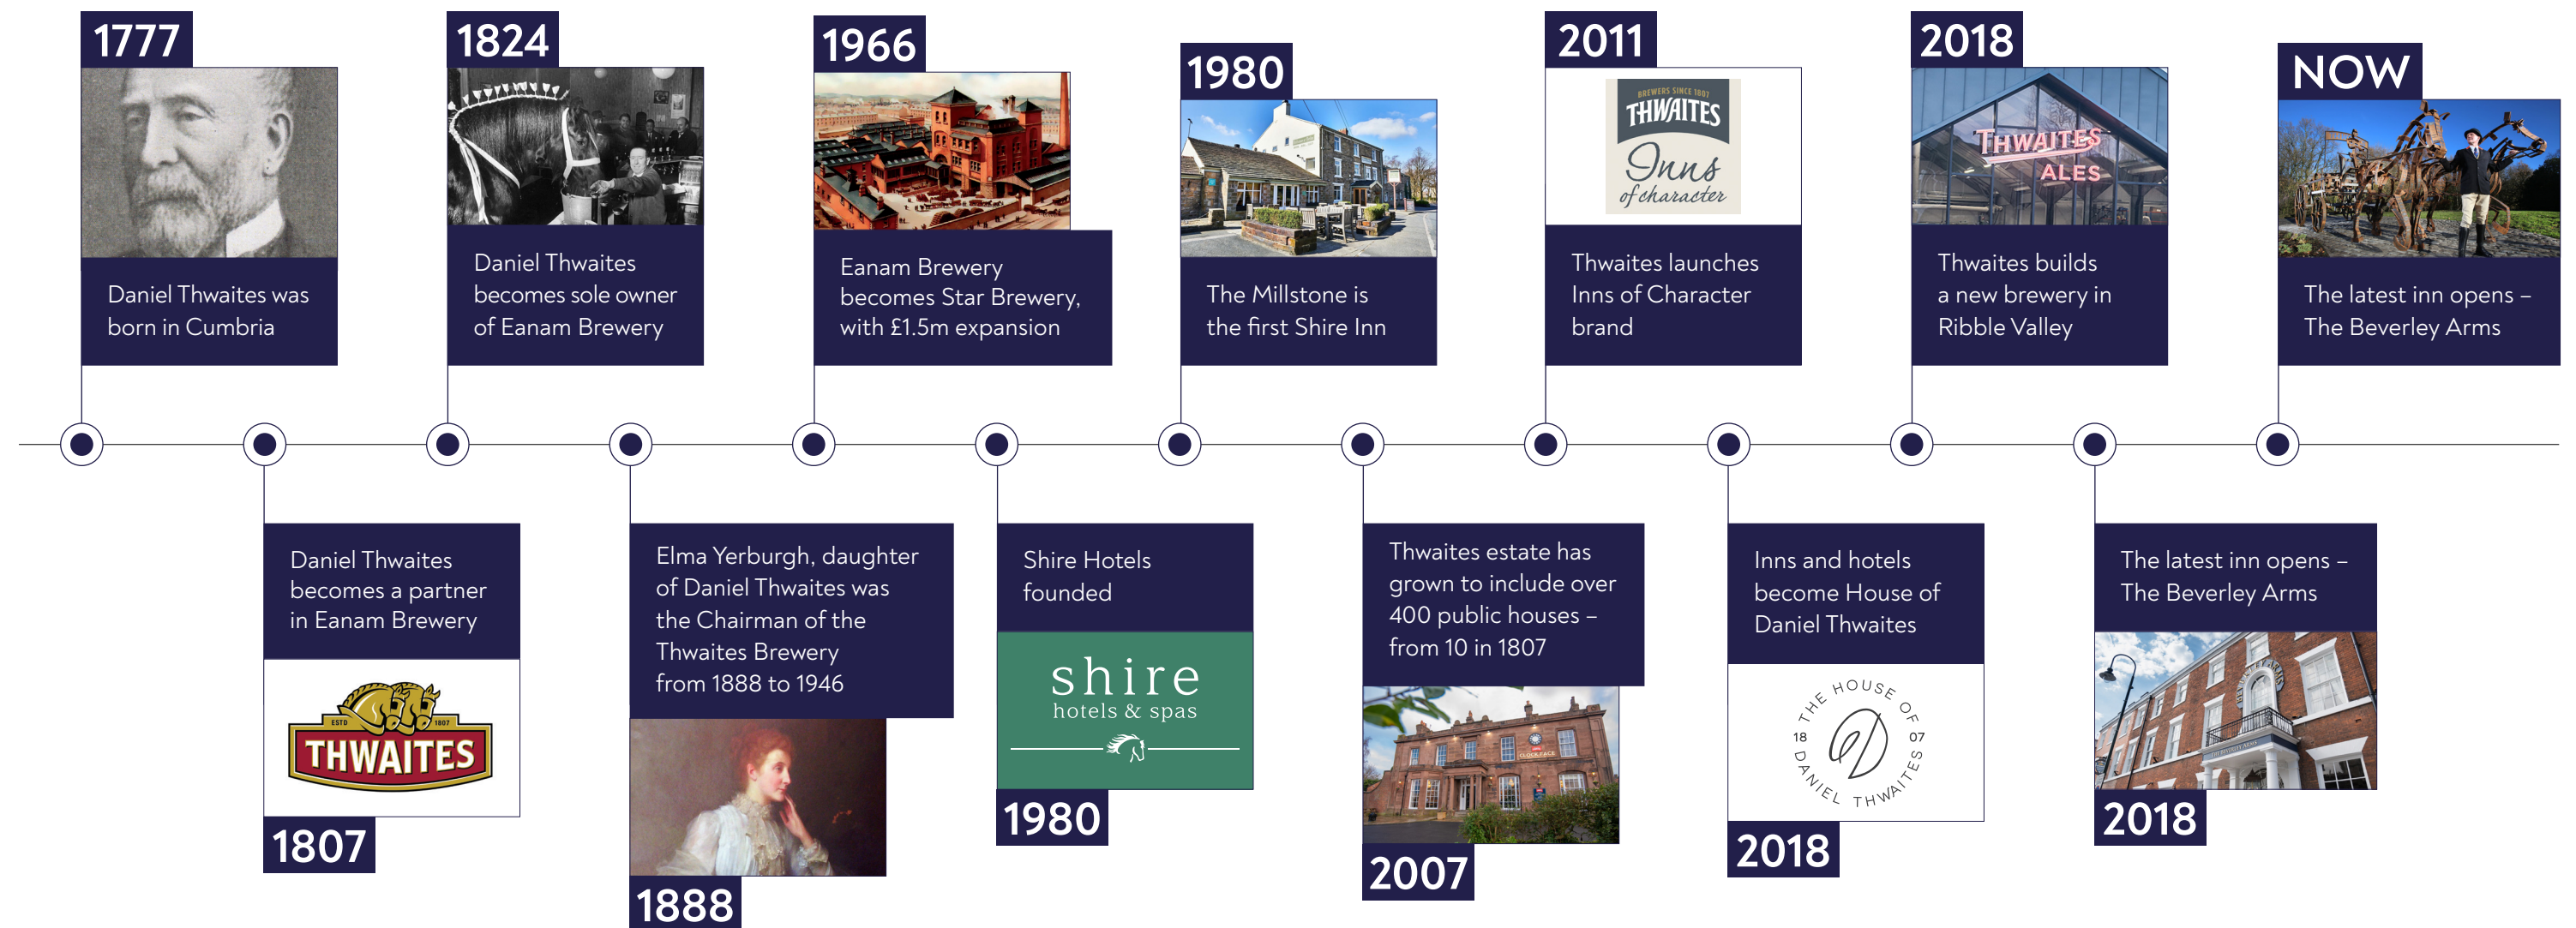 1777
Daniel Thwaites was
born in Cumbria
Daniel Thwaites
becomes a partner
in Eanam Brewery
ESTD 1807
THWAITES
1807
1824
Daniel Thwaites
becomes sole owner
of Eanam Brewery
Elma Yerburgh, daughter
of Daniel Thwaites was
the Chairman of the
Thwaites Brewery
from 1888 to 1946
1888
1966
Eanam Brewery
becomes Star Brewery,
with £1.5m expansion
Shire Hotels
founded
shire
hotels & spas
1980
1980
The Millstone is
the first Shire Inn
Thwaites estate has
grown to include over
400 public houses –
from 10 in 1807
CLOCK FACE
2007
2011
BREWERS SINCE 1807
THWAITES
Inns
of character
Thwaites launches
Inns of Character
brand
Inns and hotels
become House of
Daniel Thwaites
THE HOUSE OF
18 07
DANIEL THWAITES
2018
2018
THWAITES
ALES
Thwaites builds
a new brewery in
Ribble Valley
The latest inn opens –
The Beverley Arms
2018
NOW
The latest inn opens –
The Beverley Arms